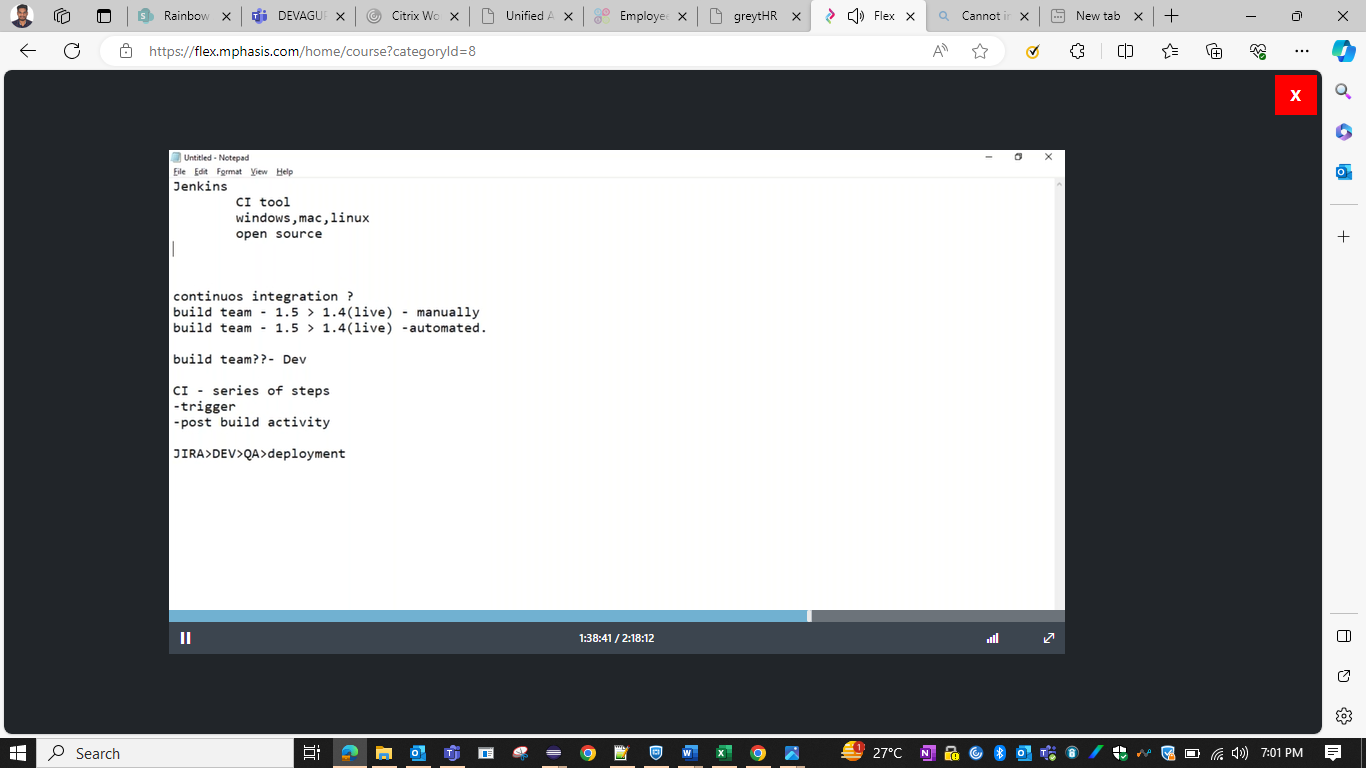 Rainbow
DEVAGUR
Citrix Wo
Unified A
Employee
greytHR
Flex
Cannot in
New tab
https://flex.mphasis.com/home/course?categoryId=8
X
Untitled - Notepad
File Edit Format View Help
Jenkins
CI tool
windows,mac,linux
open source
continuos integration ?
build team - 1.5 > 1.4(live) - manually
build team - 1.5 > 1.4(live) -automated.
build team??- Dev
CI - series of steps
-trigger
-post build activity
JIRA>DEV>QA>deployment
1:38:41 / 2:18:12
Search
1
27°C
7:01 PM